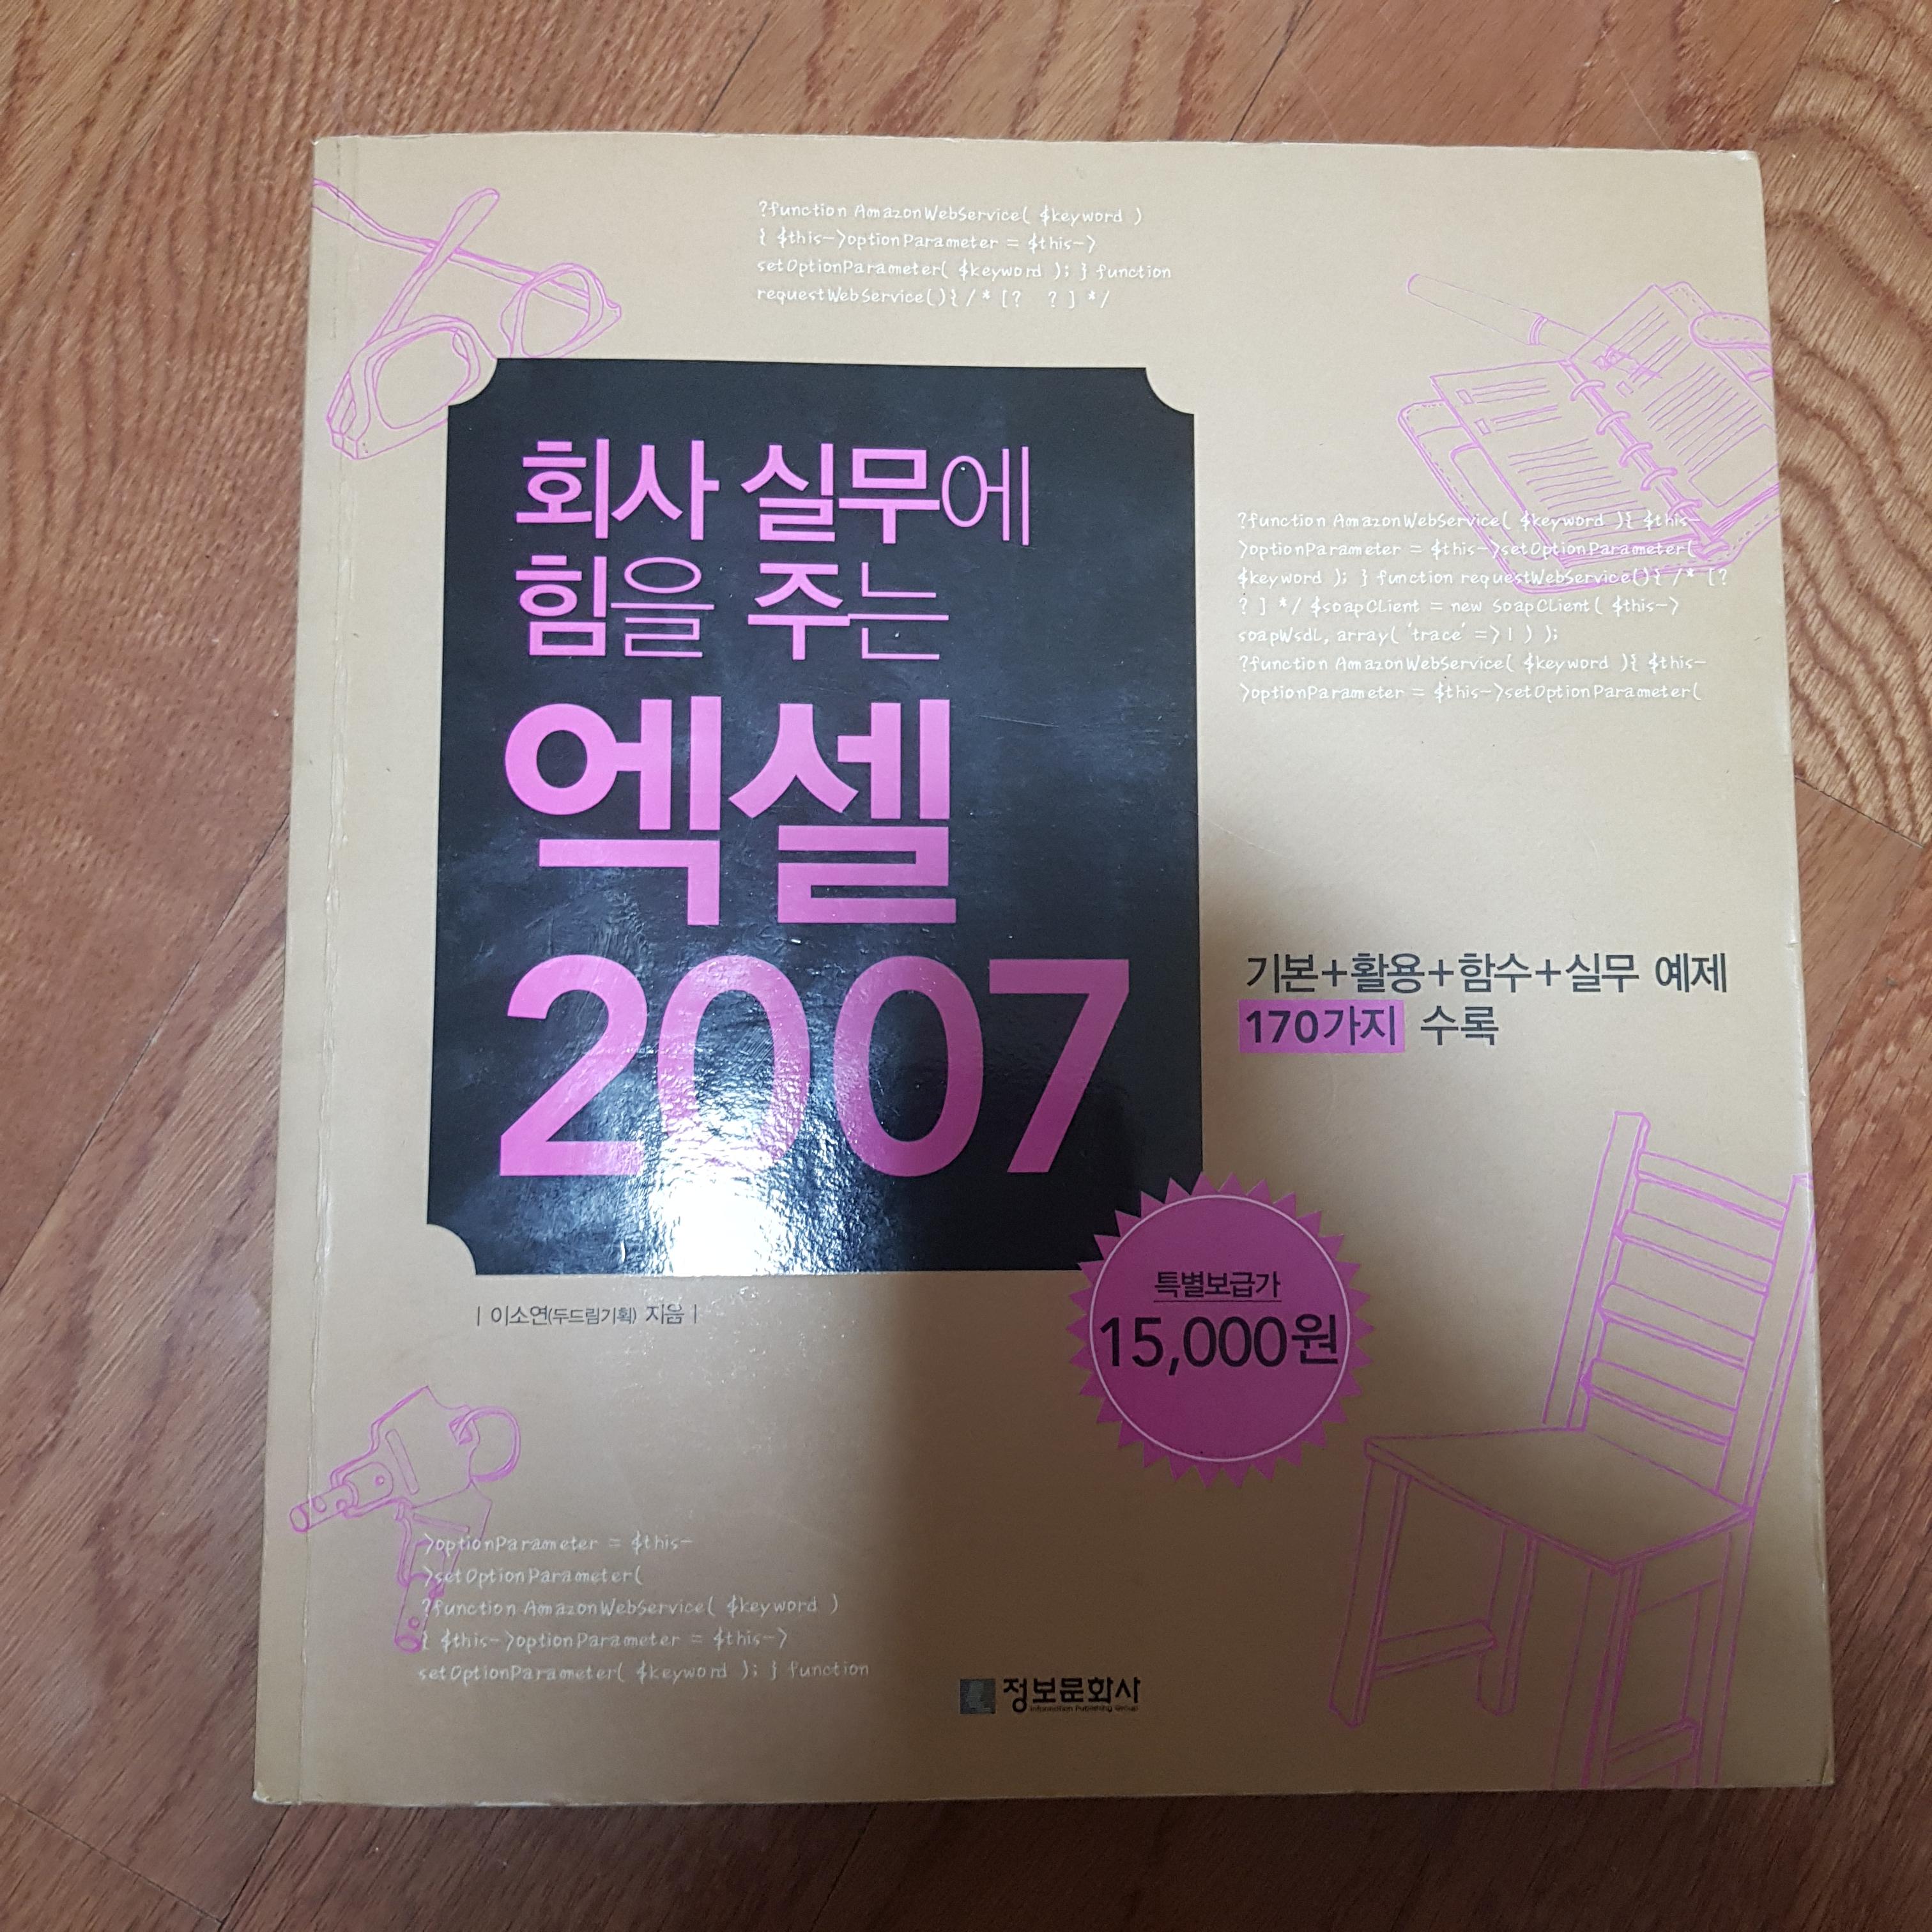 ?function AmazonWebService( $keyword )
{ $this->optionParameter = $this->
setOptionParameter( $keyword ); } function
requestWebService(){ /* [?  ? ] */
회사 실무에
힘을 주는
엑셀
2007
?function AmazonWebService( $keyword ){ $this-
>optionParameter = $this->setOptionParameter(
$keyword ); } function requestWebService(){ /* [?
? ] */ $soapClient = new SoapClient( $this->
soapWsdl, array( 'trace' => 1 ) );
?function AmazonWebService( $keyword ){ $this-
>optionParameter = $this->setOptionParameter(
기본+활용+함수+실무 예제
170가지 수록
특별보급가
15,000원
| 이소연(두드림기획) 지음 |
>optionParameter = $this-
>setOptionParameter(
?function AmazonWebService( $keyword )
{ $this->optionParameter = $this->
setOptionParameter( $keyword ); } function
정보문화사
Information Publishing Group